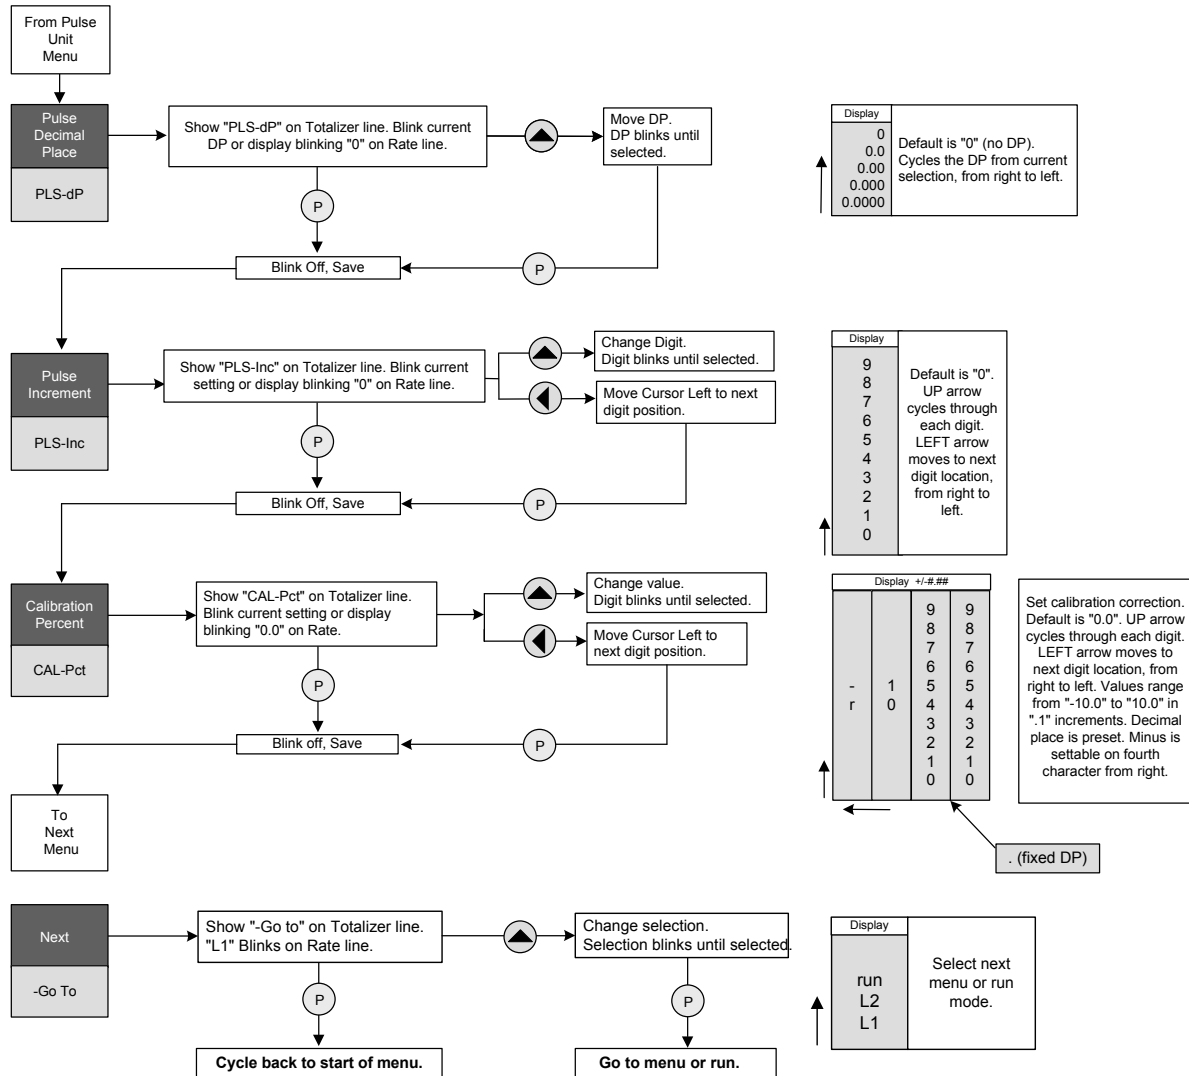 From Pulse
Unit
Menu
Pulse
Decimal
Place
PLS-dP
Show "PLS-dP" on Totalizer line. Blink current
DP or display blinking "0" on Rate line.
Move DP.
DP blinks until
selected.
P
Blink Off, Save
P
Display
0
0.0
0.00
0.000
0.0000
Default is "0" (no DP).
Cycles the DP from current
selection, from right to left.
Pulse
Increment
PLS-Inc
Show "PLS-Inc" on Totalizer line. Blink current
setting or display blinking "0" on Rate line.
Change Digit.
Digit blinks until selected.
Move Cursor Left to next
digit position.
P
Blink Off, Save
P
Display
9
8
7
6
5
4
3
2
1
0
Default is "0".
UP arrow
cycles through
each digit.
LEFT arrow
moves to next
digit location,
from right to
left.
Calibration
Percent
CAL-Pct
Show "CAL-Pct" on Totalizer line.
Blink current setting or display
blinking "0.0" on Rate.
Change value.
Digit blinks until selected.
Move Cursor Left to
next digit position.
P
Blink off, Save
P
Display +/-#.##
9 9
8 8
7 7
6 6
- 1 5 5
r 0 4 4
3 3
2 2
1 1
0 0
. (fixed DP)
Set calibration correction.
Default is "0.0". UP arrow
cycles through each digit.
LEFT arrow moves to
next digit location, from
right to left. Values range
from "-10.0" to "10.0" in
".1" increments. Decimal
place is preset. Minus is
settable on fourth
character from right.
To
Next
Menu
Next
-Go To
Show "-Go to" on Totalizer line.
"L1" Blinks on Rate line.
Change selection.
Selection blinks until selected.
P
P
Cycle back to start of menu.
Go to menu or run.
Display
run
L2
L1
Select next
menu or run
mode.